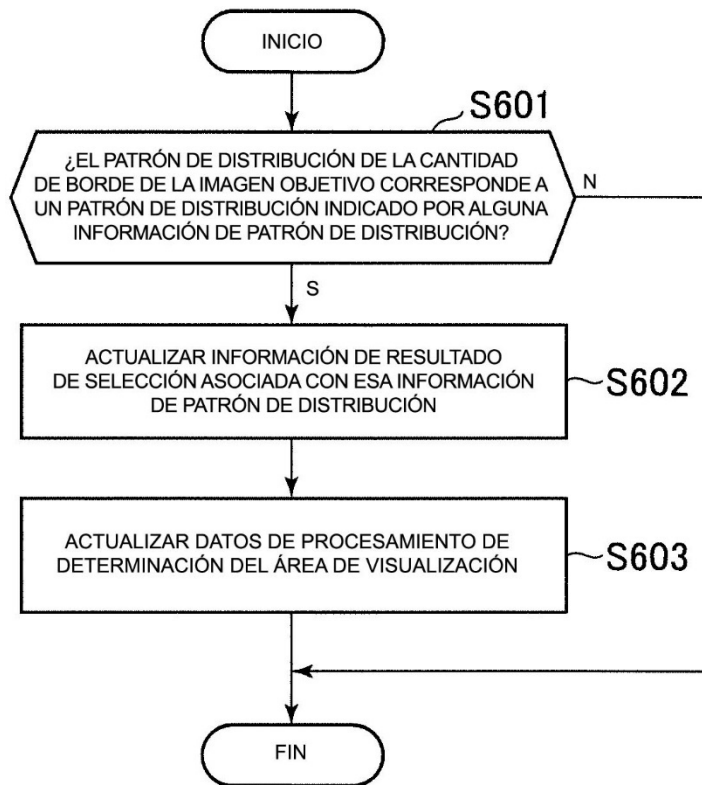 INICIO
S601
¿EL PATRÓN DE DISTRIBUCIÓN DE LA CANTIDAD
DE BORDE DE LA IMAGEN OBJETIVO CORRESPONDE A
UN PATRÓN DE DISTRIBUCIÓN INDICADO POR ALGUNA
INFORMACIÓN DE PATRÓN DE DISTRIBUCIÓN?
N
S
ACTUALIZAR INFORMACIÓN DE RESULTADO
DE SELECCIÓN ASOCIADA CON ESA INFORMACIÓN
DE PATRÓN DE DISTRIBUCIÓN
S602
ACTUALIZAR DATOS DE PROCESAMIENTO DE
DETERMINACIÓN DEL ÁREA DE VISUALIZACIÓN
S603
FIN